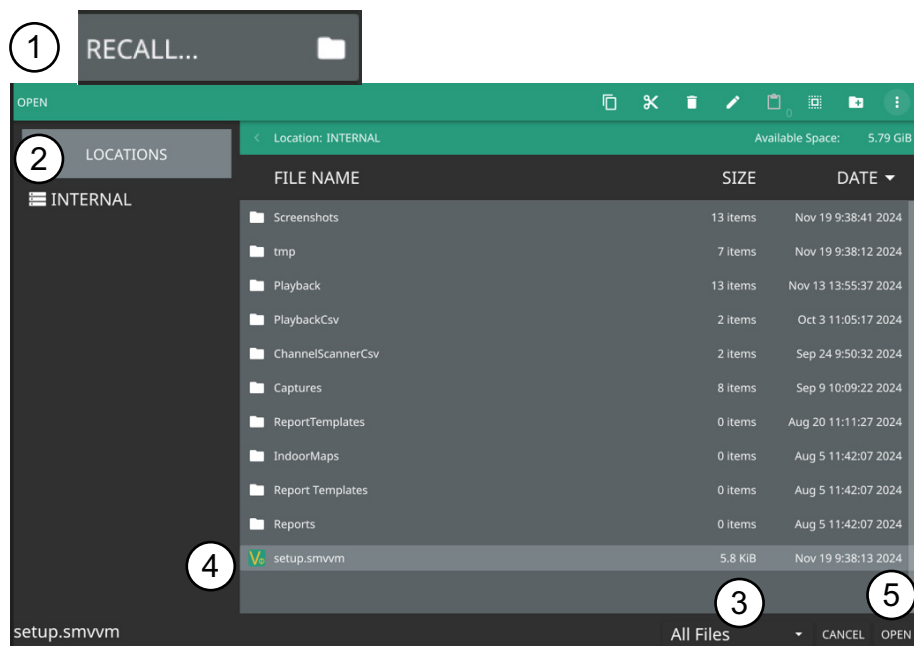 1 RECALL...
OPEN 0
2 LOCATIONS
INTERNAL
Location: INTERNAL Available Space: 5.79 GiB
FILE NAME SIZE DATE
Screenshots 13 items Nov 19 9:38:41 2024
tmp 7 items Nov 19 9:38:12 2024
Playback 13 items Nov 13 13:55:37 2024
PlaybackCsv 2 items Oct 3 11:05:17 2024
ChannelScannerCsv 2 items Sep 24 9:50:32 2024
Captures 8 items Sep 9 10:09:22 2024
ReportTemplates 0 items Aug 20 11:11:27 2024
IndoorMaps 0 items Aug 5 11:42:07 2024
Report Templates 0 items Aug 5 11:42:07 2024
Reports 0 items Aug 5 11:42:07 2024
4 setup.smvvm 5.8 KiB Nov 19 9:38:13 2024
3 5
setup.smvvm All Files CANCEL OPEN